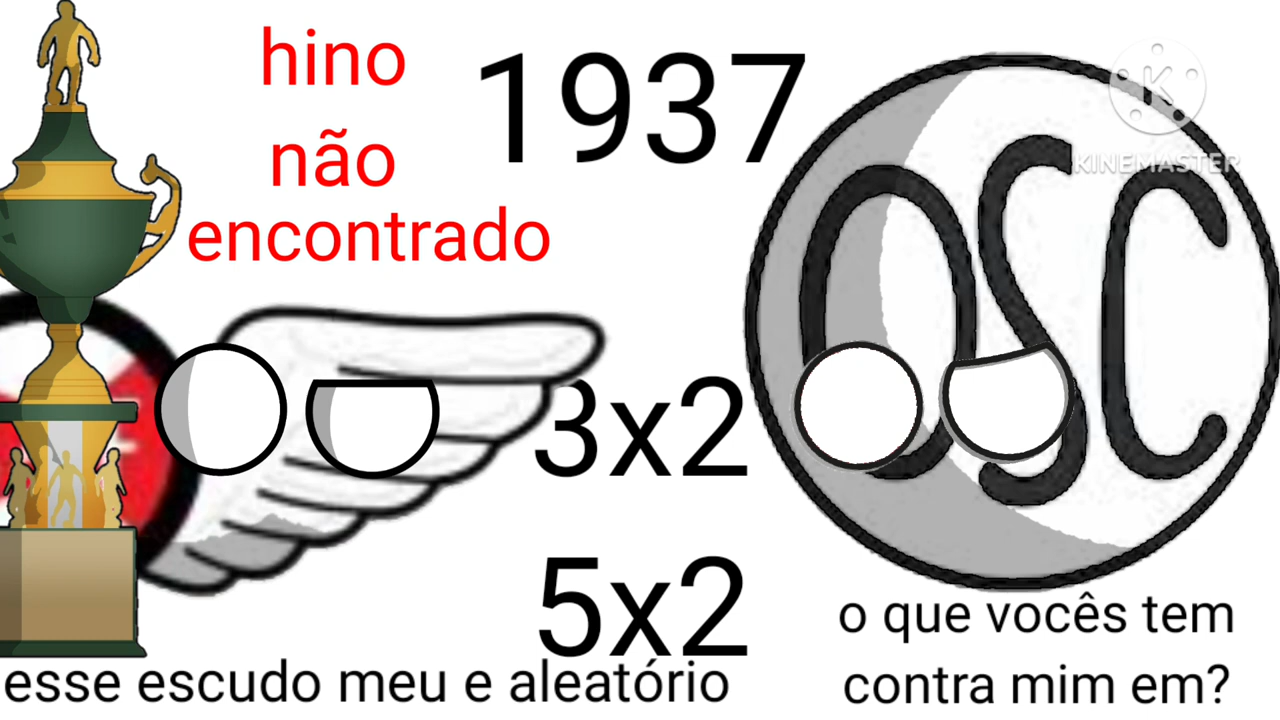 hino
não
encontrado
1937
OSC
KINEMASTER
3x2
5x2
o que vocês tem
contra mim em?
esse escudo meu e aleatório